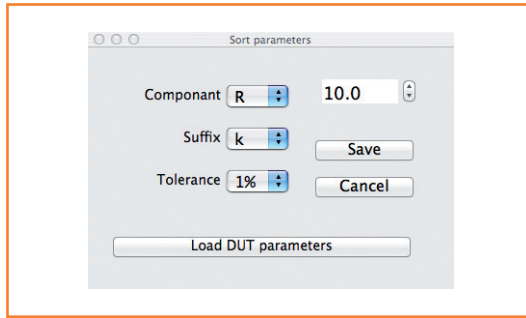 Sort parameters
Componant R 10.0
Suffix k
Save
Tolerance 1%
Cancel
Load DUT parameters